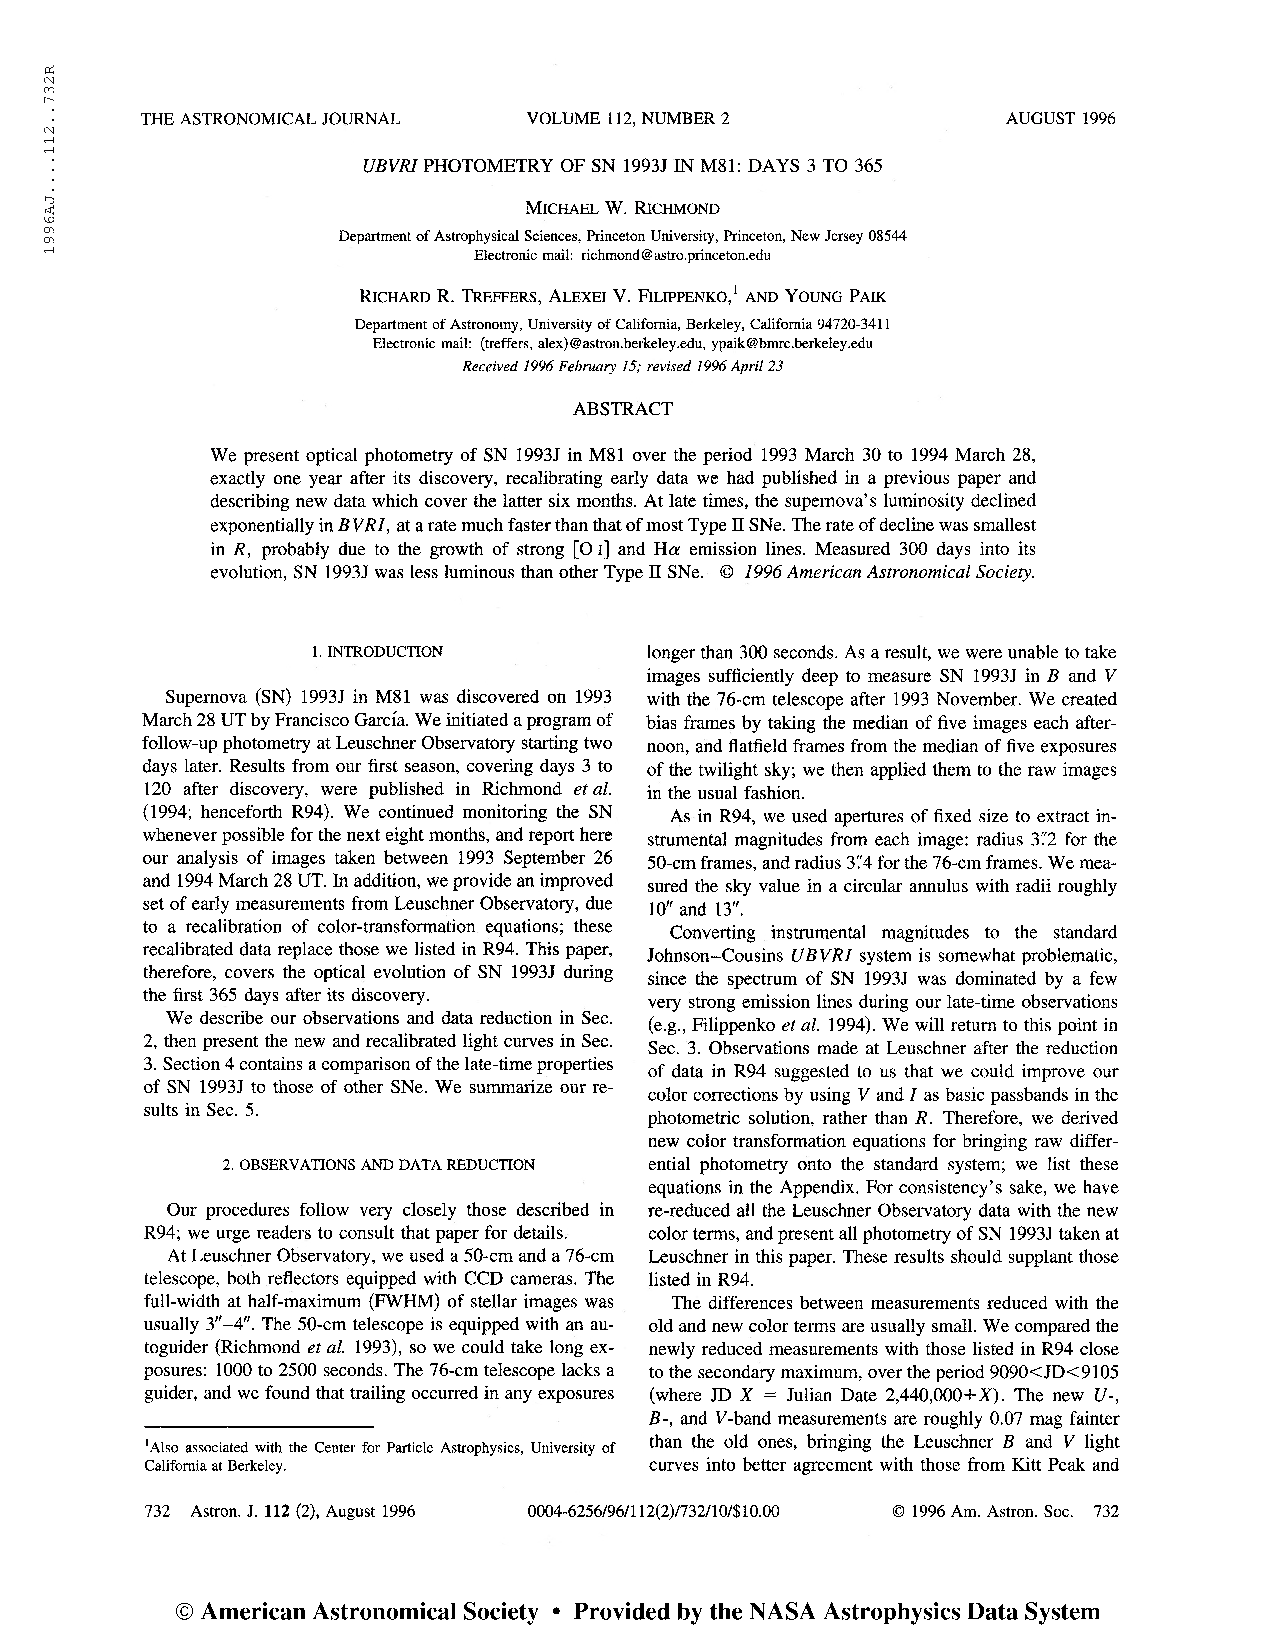 1996AJ....112..732R
THE ASTRONOMICAL JOURNAL VOLUME 112, NUMBER 2 AUGUST 1996
UBVRI PHOTOMETRY OF SN 1993J IN M81: DAYS 3 TO 365
MICHAEL W. RICHMOND
Department of Astrophysical Sciences, Princeton University, Princeton, New Jersey 08544
Electronic mail: richmond@astro.princeton.edu
RICHARD R. TREFFERS, ALEXEI V. FILIPPENKO,¹ AND YOUNG PAIK
Department of Astronomy, University of California, Berkeley, California 94720-3411
Electronic mail: (treffers, alex)@astron.berkeley.edu, ypaik@bmrc.berkeley.edu
Received 1996 February 15; revised 1996 April 23
ABSTRACT
We present optical photometry of SN 1993J in M81 over the period 1993 March 30 to 1994 March 28,
exactly one year after its discovery, recalibrating early data we had published in a previous paper and
describing new data which cover the latter six months. At late times, the supernova's luminosity declined
exponentially in BVRI, at a rate much faster than that of most Type II SNe. The rate of decline was smallest
in R, probably due to the growth of strong [O I] and Hα emission lines. Measured 300 days into its
evolution, SN 1993J was less luminous than other Type II SNe. © 1996 American Astronomical Society.
1. INTRODUCTION
Supernova (SN) 1993J in M81 was discovered on 1993
March 28 UT by Francisco García. We initiated a program of
follow-up photometry at Leuschner Observatory starting two
days later. Results from our first season, covering days 3 to
120 after discovery, were published in Richmond et al.
(1994; henceforth R94). We continued monitoring the SN
whenever possible for the next eight months, and report here
our analysis of images taken between 1993 September 26
and 1994 March 28 UT. In addition, we provide an improved
set of early measurements from Leuschner Observatory, due
to a recalibration of color-transformation equations; these
recalibrated data replace those we listed in R94. This paper,
therefore, covers the optical evolution of SN 1993J during
the first 365 days after its discovery.
We describe our observations and data reduction in Sec.
2, then present the new and recalibrated light curves in Sec.
3. Section 4 contains a comparison of the late-time properties
of SN 1993J to those of other SNe. We summarize our re-
sults in Sec. 5.
2. OBSERVATIONS AND DATA REDUCTION
Our procedures follow very closely those described in
R94; we urge readers to consult that paper for details.
At Leuschner Observatory, we used a 50-cm and a 76-cm
telescope, both reflectors equipped with CCD cameras. The
full-width at half-maximum (FWHM) of stellar images was
usually 3″–4″. The 50-cm telescope is equipped with an au-
toguider (Richmond et al. 1993), so we could take long ex-
posures: 1000 to 2500 seconds. The 76-cm telescope lacks a
guider, and we found that trailing occurred in any exposures
¹Also associated with the Center for Particle Astrophysics, University of
California at Berkeley.
longer than 300 seconds. As a result, we were unable to take
images sufficiently deep to measure SN 1993J in B and V
with the 76-cm telescope after 1993 November. We created
bias frames by taking the median of five images each after-
noon, and flatfield frames from the median of five exposures
of the twilight sky; we then applied them to the raw images
in the usual fashion.
As in R94, we used apertures of fixed size to extract in-
strumental magnitudes from each image: radius 3″.2 for the
50-cm frames, and radius 3″.4 for the 76-cm frames. We mea-
sured the sky value in a circular annulus with radii roughly
10″ and 13″.
Converting instrumental magnitudes to the standard
Johnson–Cousins UBVRI system is somewhat problematic,
since the spectrum of SN 1993J was dominated by a few
very strong emission lines during our late-time observations
(e.g., Filippenko et al. 1994). We will return to this point in
Sec. 3. Observations made at Leuschner after the reduction
of data in R94 suggested to us that we could improve our
color corrections by using V and I as basic passbands in the
photometric solution, rather than R. Therefore, we derived
new color transformation equations for bringing raw differ-
ential photometry onto the standard system; we list these
equations in the Appendix. For consistency's sake, we have
re-reduced all the Leuschner Observatory data with the new
color terms, and present all photometry of SN 1993J taken at
Leuschner in this paper. These results should supplant those
listed in R94.
The differences between measurements reduced with the
old and new color terms are usually small. We compared the
newly reduced measurements with those listed in R94 close
to the secondary maximum, over the period 9090<JD<9105
(where JD X = Julian Date 2,440,000+X). The new U-,
B-, and V-band measurements are roughly 0.07 mag fainter
than the old ones, bringing the Leuschner B and V light
curves into better agreement with those from Kitt Peak and
732 Astron. J. 112 (2), August 1996 0004-6256/96/112(2)/732/10/$10.00 © 1996 Am. Astron. Soc. 732
© American Astronomical Society • Provided by the NASA Astrophysics Data System